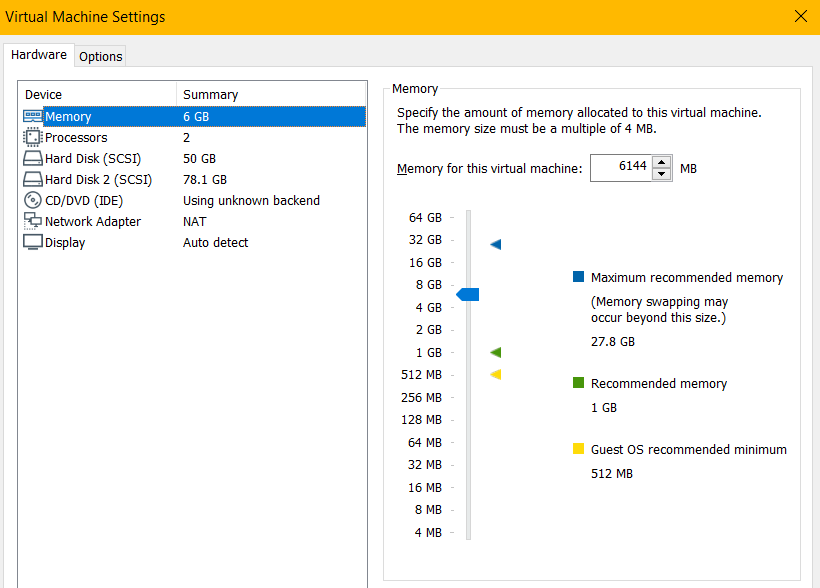 Virtual Machine Settings
Hardware
Options
Device Summary
Memory 6 GB
Processors 2
Hard Disk (SCSI) 50 GB
Hard Disk 2 (SCSI) 78.1 GB
CD/DVD (IDE) Using unknown backend
Network Adapter NAT
Display Auto detect
Memory
Specify the amount of memory allocated to this virtual machine.
The memory size must be a multiple of 4 MB.
Memory for this virtual machine: 6144 MB
64 GB
32 GB
16 GB
8 GB
4 GB
2 GB
1 GB
512 MB
256 MB
128 MB
64 MB
32 MB
16 MB
8 MB
4 MB
Maximum recommended memory
(Memory swapping may
occur beyond this size.)
27.8 GB
Recommended memory
1 GB
Guest OS recommended minimum
512 MB